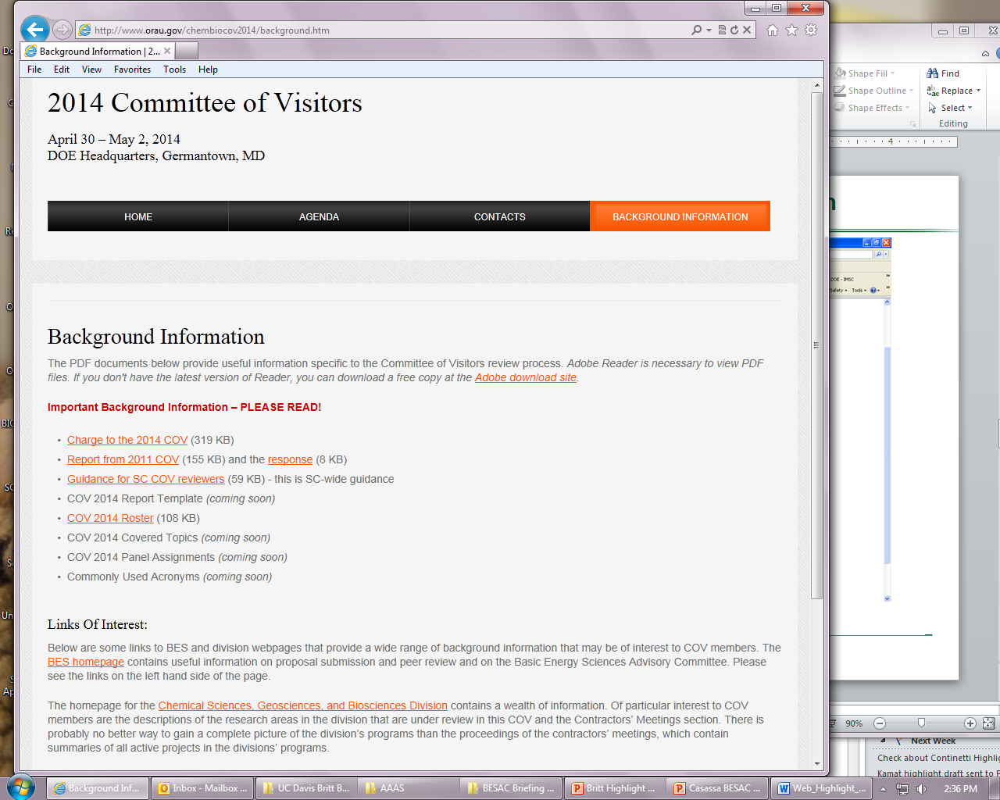 http://www.orau.gov/chembiocov2014/background.htm
Background Information | 2...
File Edit View Favorites Tools Help
2014 Committee of Visitors
April 30 – May 2, 2014
DOE Headquarters, Germantown, MD
HOME AGENDA CONTACTS BACKGROUND INFORMATION
Background Information
The PDF documents below provide useful information specific to the Committee of Visitors review process. Adobe Reader is necessary to view PDF
files. If you don't have the latest version of Reader, you can download a free copy at the Adobe download site.
Important Background Information – PLEASE READ!
• Charge to the 2014 COV (319 KB)
• Report from 2011 COV (155 KB) and the response (8 KB)
• Guidance for SC COV reviewers (59 KB) - this is SC-wide guidance
• COV 2014 Report Template (coming soon)
• COV 2014 Roster (108 KB)
• COV 2014 Covered Topics (coming soon)
• COV 2014 Panel Assignments (coming soon)
• Commonly Used Acronyms (coming soon)
Links Of Interest:
Below are some links to BES and division webpages that provide a wide range of background information that may be of interest to COV members. The
BES homepage contains useful information on proposal submission and peer review and on the Basic Energy Sciences Advisory Committee. Please
see the links on the left hand side of the page.
The homepage for the Chemical Sciences, Geosciences, and Biosciences Division contains a wealth of information. Of particular interest to COV
members are the descriptions of the research areas in the division that are under review in this COV and the Contractors' Meetings section. There is
probably no better way to gain a complete picture of the division's programs than the proceedings of the contractors' meetings, which contain
summaries of all active projects in the divisions' programs.
Shape Fill Find
Shape Outline Replace
Shape Effects Select
Editing
4
DOE - IMSC
Safety Tools
90%
Next Week
Check about Continetti Highli
Kamat highlight draft sent to P
Background Inf... Inbox - Mailbox ... UC Davis Britt B... AAAS BESAC Briefing ... Britt Highlight ... Casassa BESAC ... Web_Highlight_... 2:36 PM